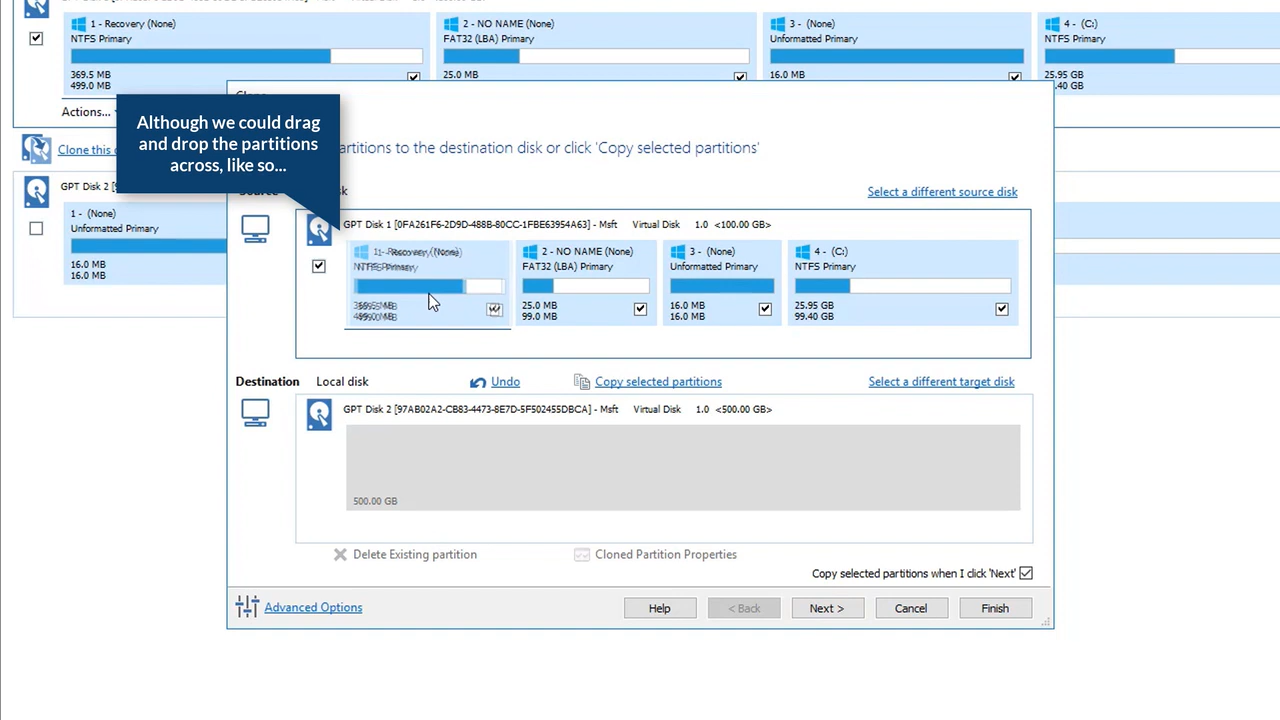 1 - Recovery (None)
NTFS Primary
369.5 MB
499.0 MB
2 - NO NAME (None)
FAT32 (LBA) Primary
25.0 MB
3 - (None)
Unformatted Primary
16.0 MB
4 - (C:)
NTFS Primary
25.95 GB
.40 GB
Actions...
Clone this
GPT Disk 2
1 - (None)
Unformatted Primary
16.0 MB
16.0 MB
Although we could drag
and drop the partitions
across, like so...
artitions to the destination disk or click 'Copy selected partitions'
Select a different source disk
GPT Disk 1 [0FA261F6-2D9D-488B-80CC-1FBE63954A63] - Msft Virtual Disk 1.0 <100.00 GB>
1 - Recovery (None)
NTFS Primary
2 - NO NAME (None)
FAT32 (LBA) Primary
25.0 MB
99.0 MB
3 - (None)
Unformatted Primary
16.0 MB
16.0 MB
4 - (C:)
NTFS Primary
25.95 GB
99.40 GB
Destination Local disk Undo Copy selected partitions Select a different target disk
GPT Disk 2 [97AB02A2-CB83-4473-8E7D-5F502455DBCA] - Msft Virtual Disk 1.0 <500.00 GB>
500.00 GB
Delete Existing partition Cloned Partition Properties
Copy selected partitions when I click 'Next'
Advanced Options Help < Back Next > Cancel Finish